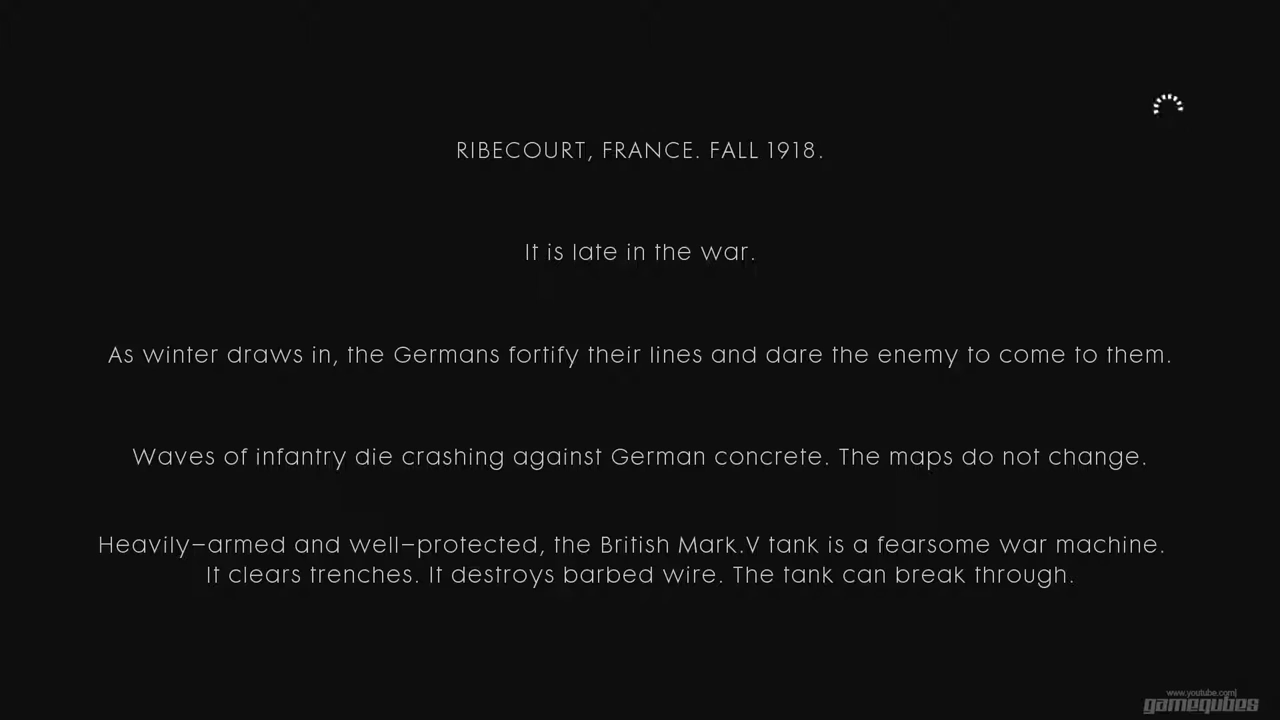 RIBECOURT, FRANCE. FALL 1918.
It is late in the war.
As winter draws in, the Germans fortify their lines and dare the enemy to come to them.
Waves of infantry die crashing against German concrete. The maps do not change.
Heavily-armed and well-protected, the British Mark.V tank is a fearsome war machine.
It clears trenches. It destroys barbed wire. The tank can break through.
www.youtube.com|
gamequbes